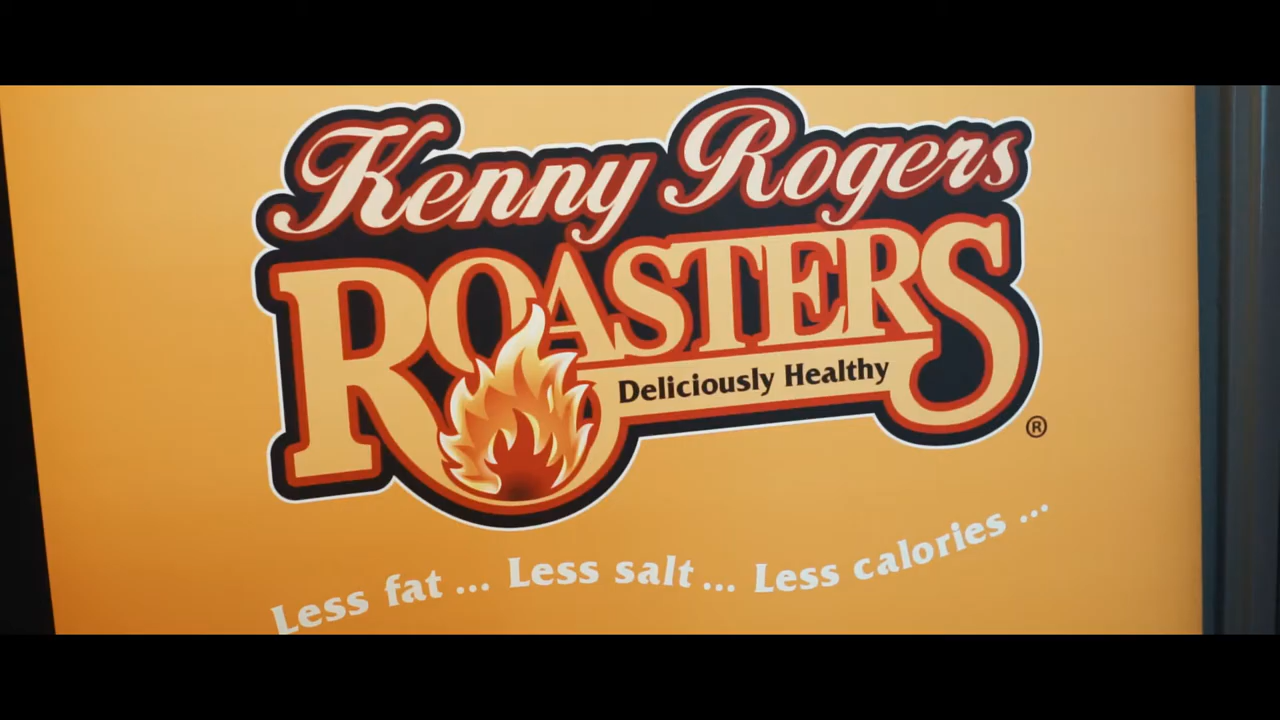 Kenny Rogers
ROASTERS
Deliciously Healthy
®
Less fat ... Less salt ... Less calories ...